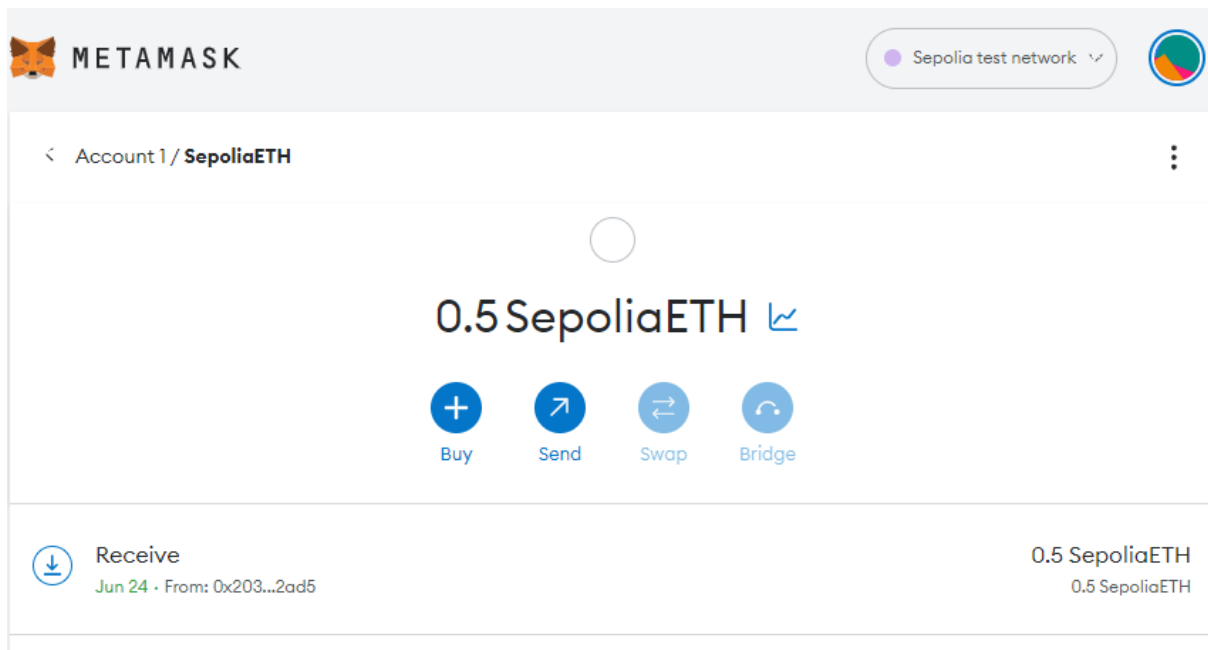 METAMASK
Sepolia test network
Account 1 / SepoliaETH
0.5 SepoliaETH
Buy Send Swap Bridge
Receive 0.5 SepoliaETH
Jun 24 · From: 0x203...2ad5 0.5 SepoliaETH